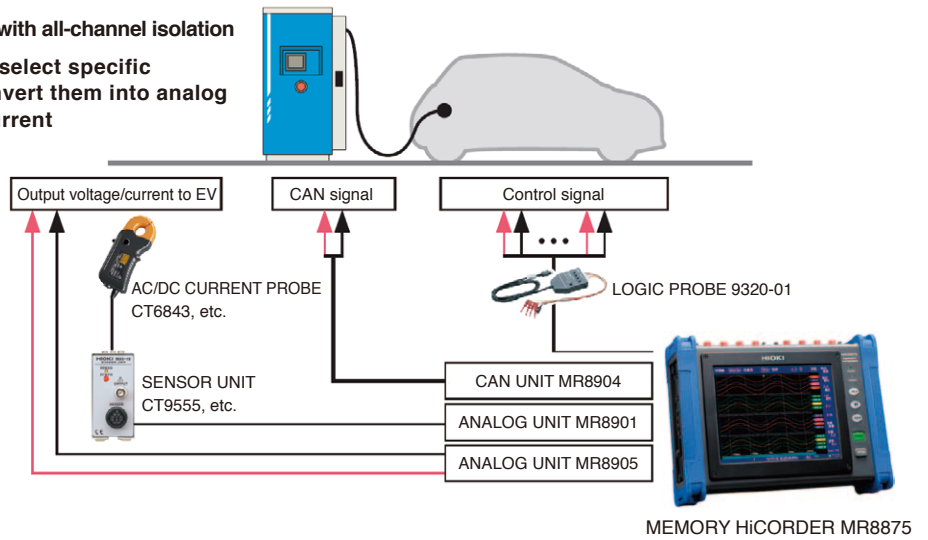 with all-channel isolation
select specific
vert them into analog
rrent
Output voltage/current to EV
CAN signal
Control signal
AC/DC CURRENT PROBE
CT6843, etc.
LOGIC PROBE 9320-01
SENSOR UNIT
CT9555, etc.
CAN UNIT MR8904
ANALOG UNIT MR8901
ANALOG UNIT MR8905
HIOKI
HIOKI
MEMORY HiCORDER MR8875